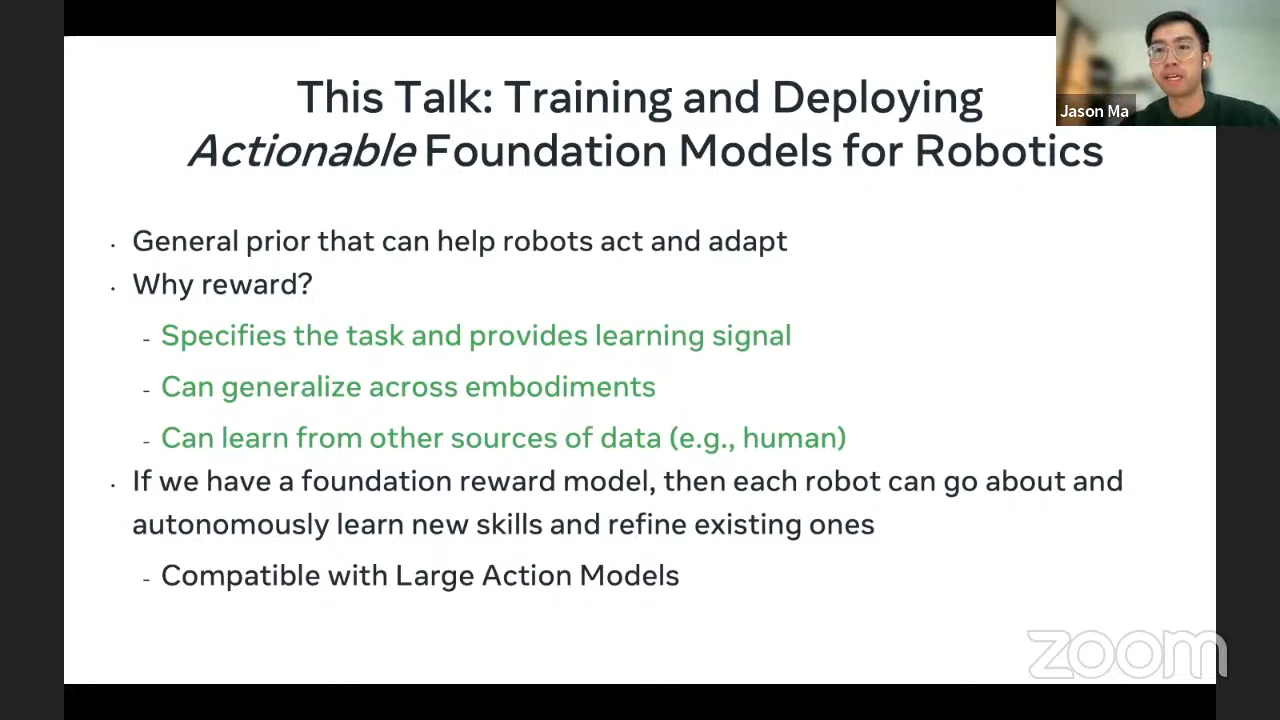 This Talk: Training and Deploying
Actionable Foundation Models for Robotics
Jason Ma
· General prior that can help robots act and adapt
· Why reward?
- Specifies the task and provides learning signal
- Can generalize across embodiments
- Can learn from other sources of data (e.g., human)
· If we have a foundation reward model, then each robot can go about and
autonomously learn new skills and refine existing ones
- Compatible with Large Action Models
zoom